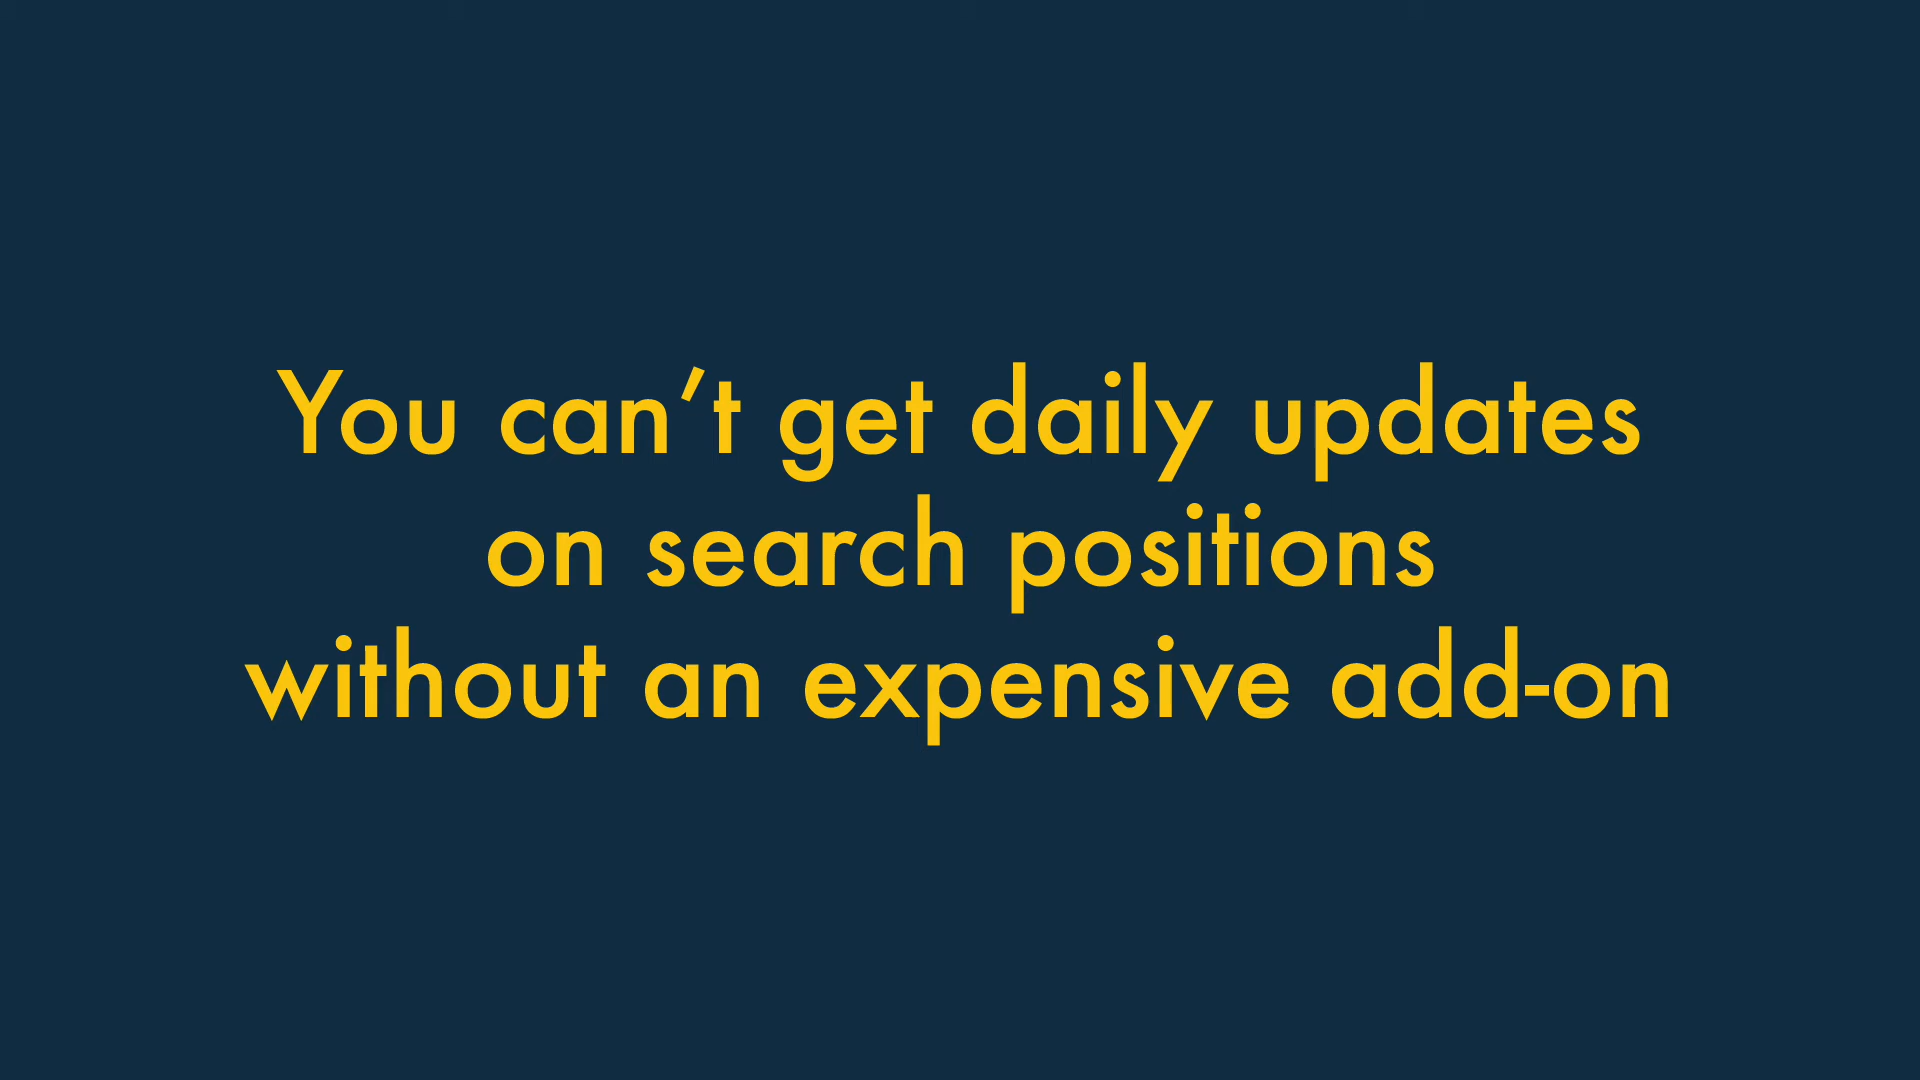 You can’t get daily updates
on search positions
without an expensive add-on